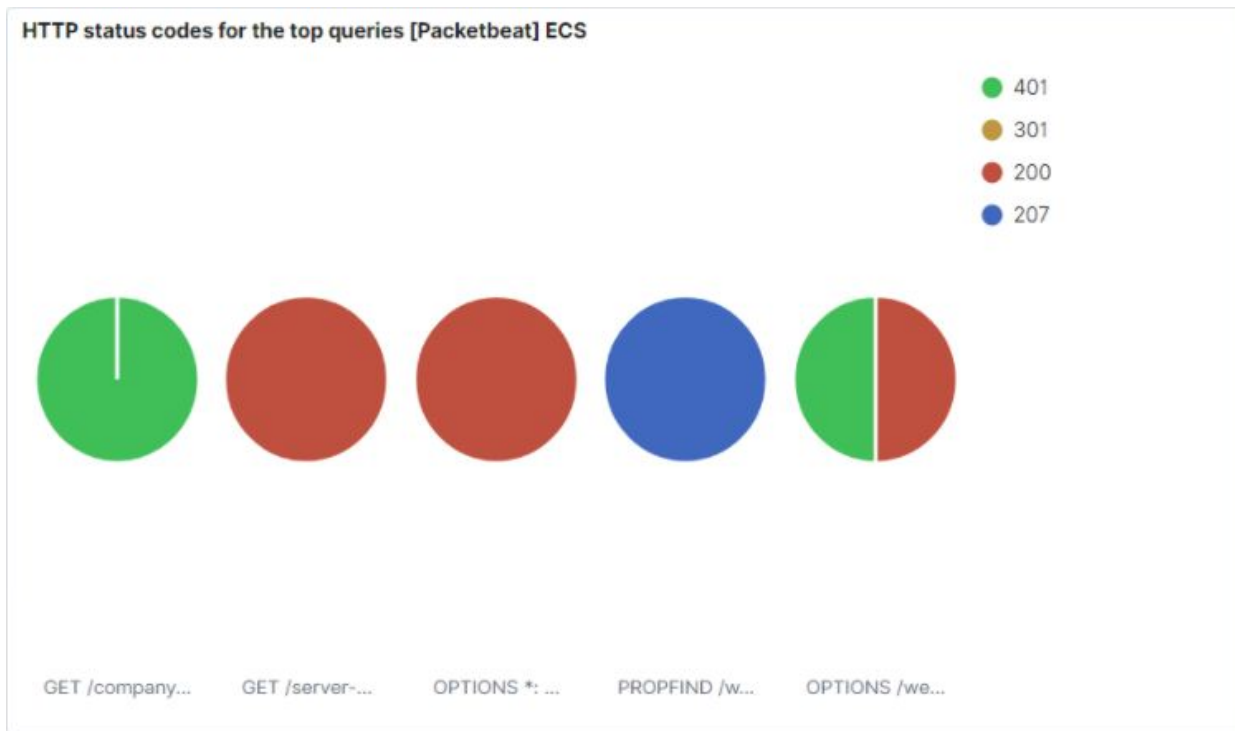 HTTP status codes for the top queries [Packetbeat] ECS
401
301
200
207
GET /company...
GET /server-...
OPTIONS *: ...
PROPFIND /w...
OPTIONS /we...